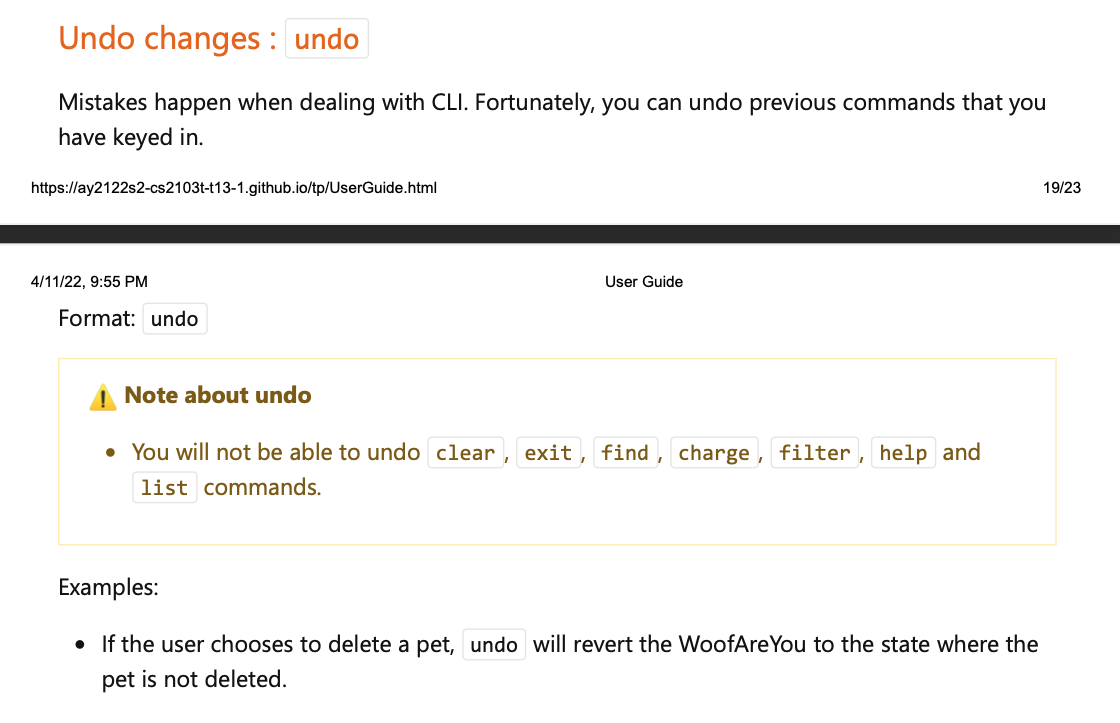 Undo changes : undo
Mistakes happen when dealing with CLI. Fortunately, you can undo previous commands that you
have keyed in.
https://ay2122s2-cs2103t-t13-1.github.io/tp/UserGuide.html 19/23
4/11/22, 9:55 PM User Guide
Format: undo
Note about undo
• You will not be able to undo clear, exit, find, charge, filter, help and
list commands.
Examples:
• If the user chooses to delete a pet, undo will revert the WoofAreYou to the state where the
pet is not deleted.